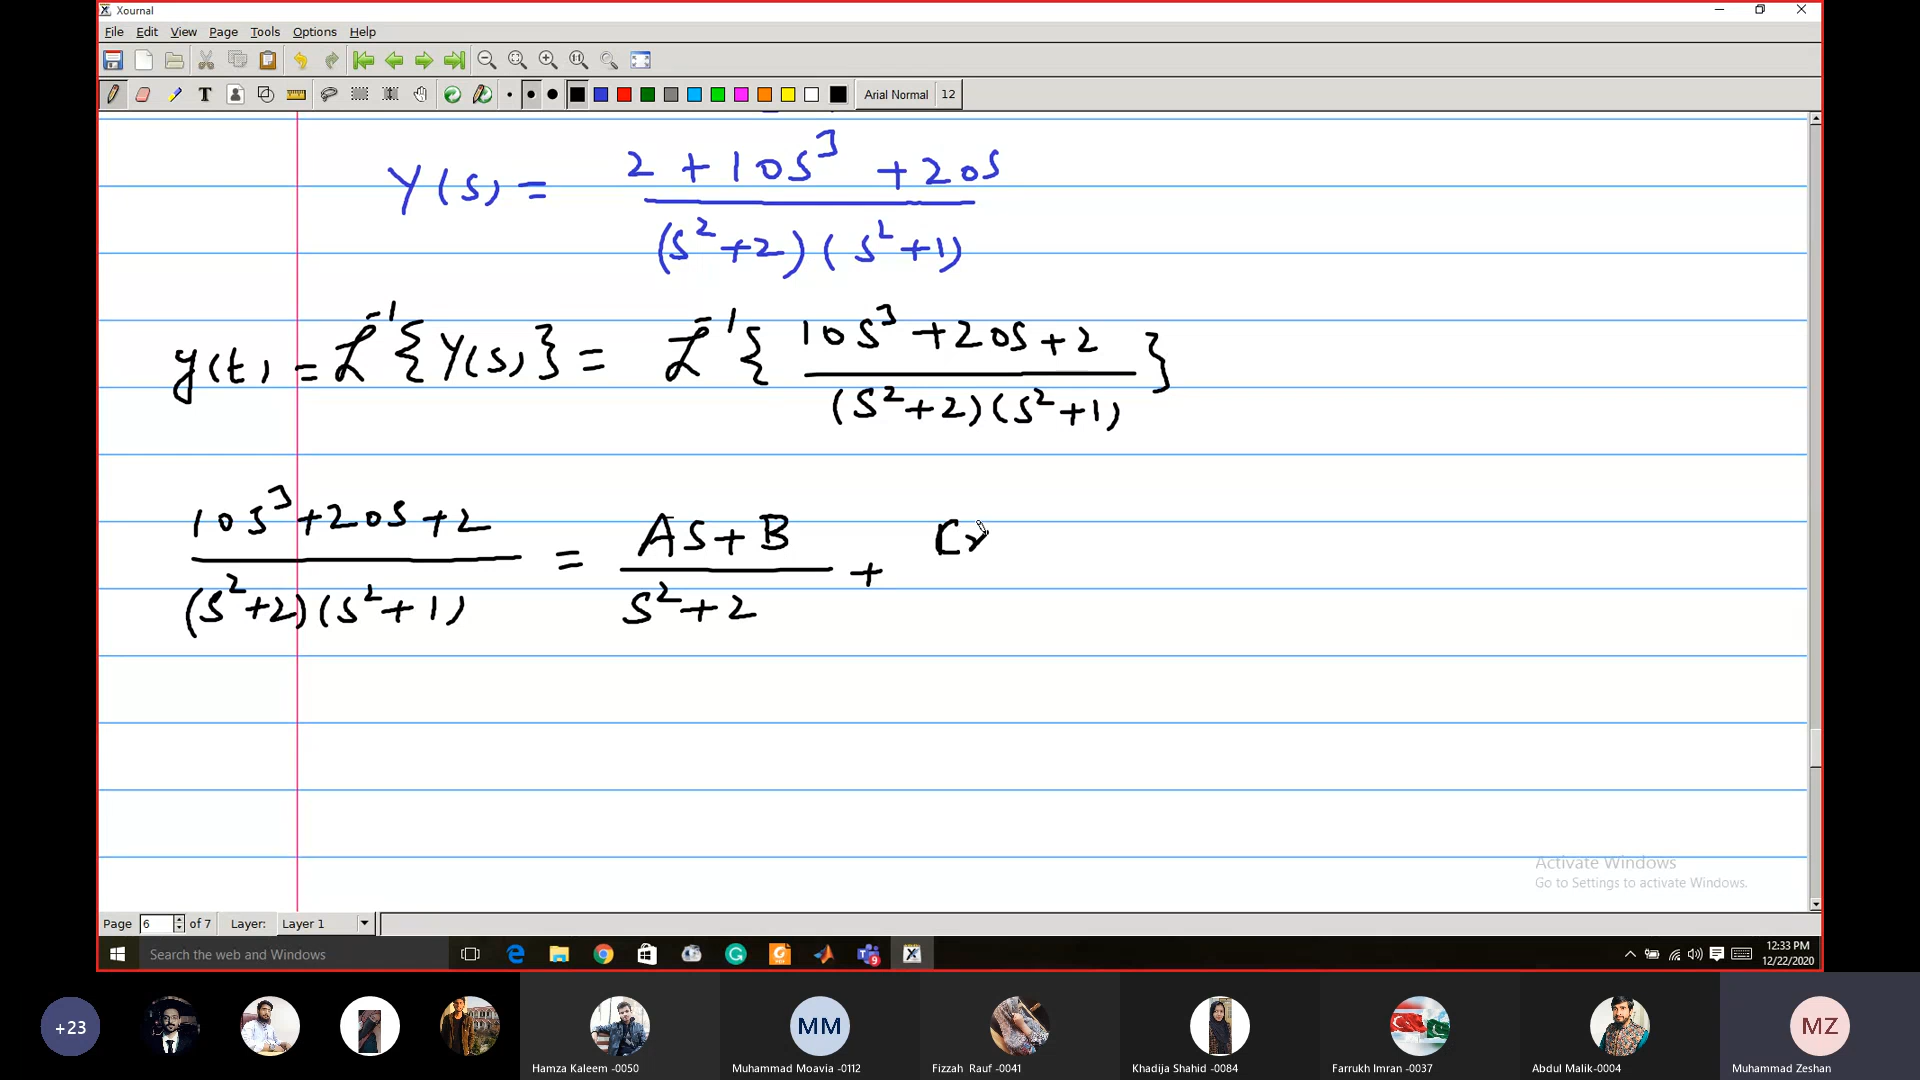 Xournal
File Edit View Page Tools Options Help
Arial Normal 12
Y(s) = 2 + 10s³ + 20s / (s²+2)(s²+1)
y(t) = ℒ⁻¹{Y(s)} = ℒ⁻¹{ 10s³ + 20s + 2 / (s²+2)(s²+1) }
10s³ + 20s + 2 / (s²+2)(s²+1) = As + B / s²+2 + C
Activate Windows
Go to Settings to activate Windows.
Page 6 of 7 Layer: Layer 1
Search the web and Windows
12:33 PM
12/22/2020
+23
MM
MZ
Hamza Kaleem -0050
Muhammad Moavia -0112
Fizzah Rauf -0041
Khadija Shahid -0084
Farrukh Imran -0037
Abdul Malik-0004
Muhammad Zeshan